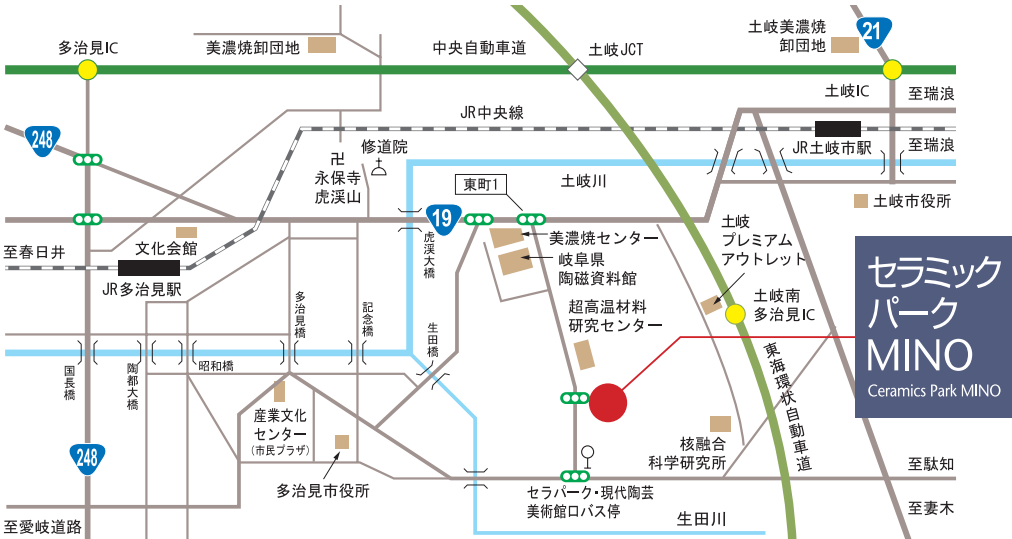 多治見IC
美濃焼卸団地
中央自動車道
土岐JCT
土岐美濃焼
卸団地
21
土岐IC
至瑞浪
JR中央線
248
修道院
卍
永保寺
虎渓山
JR土岐市駅
至瑞浪
東町1
土岐川
土岐市役所
19
至春日井
文化会館
虎渓大橋
美濃焼センター
岐阜県
陶磁資料館
土岐
プレミアム
アウトレット
JR多治見駅
多治見橋
記念橋
生田橋
超高温材料
研究センター
土岐南
多治見IC
セラミック
パーク
MINO
Ceramics Park MINO
国長橋
陶都大橋
昭和橋
東海環状自動車道
産業文化
センター
(市民プラザ)
248
多治見市役所
核融合
科学研究所
至駄知
セラパーク・現代陶芸
美術館口バス停
至愛岐道路
生田川
至妻木